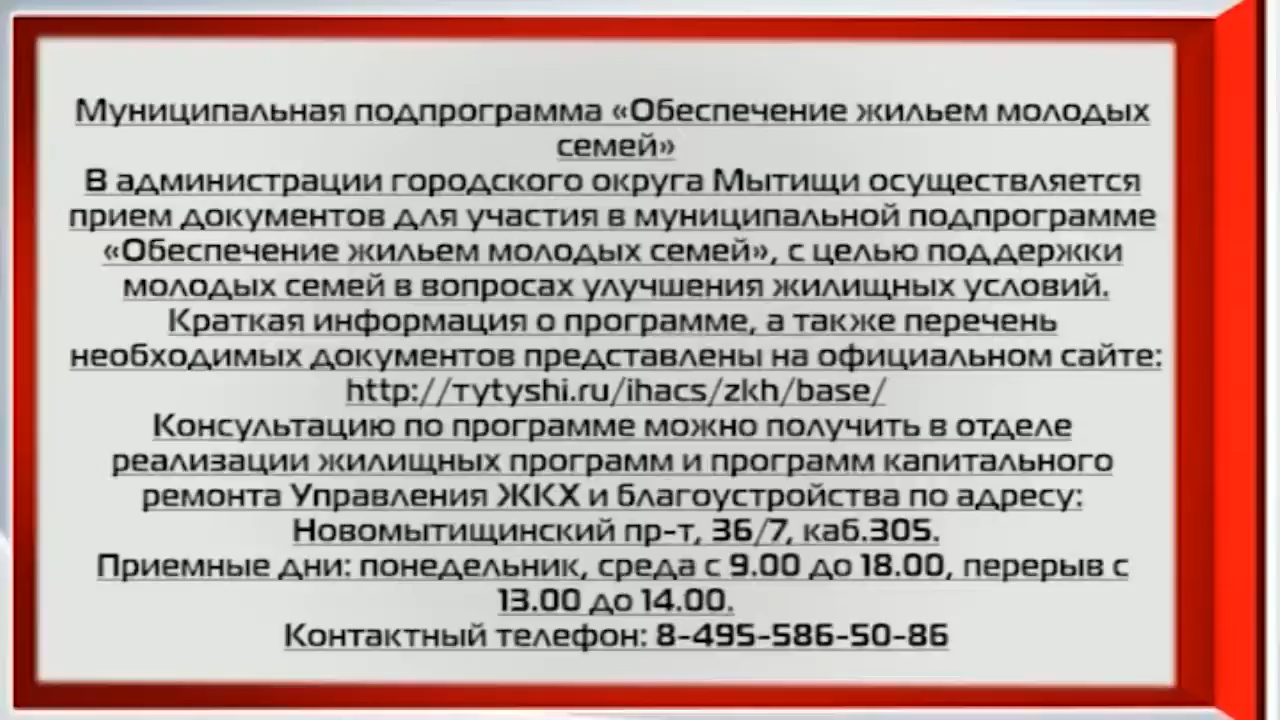 Муниципальная подпрограмма «Обеспечение жильем молодых
семей»
В администрации городского округа Мытищи осуществляется
прием документов для участия в муниципальной подпрограмме
«Обеспечение жильем молодых семей», с целью поддержки
молодых семей в вопросах улучшения жилищных условий.
Краткая информация о программе, а также перечень
необходимых документов представлены на официальном сайте:
http://тytyshi.ru/ihacs/zkh/base/
Консультацию по программе можно получить в отделе
реализации жилищных программ и программ капитального
ремонта Управления ЖКХ и благоустройства по адресу:
Новомытищинский пр-т, 36/7, каб.305.
Приемные дни: понедельник, среда с 9.00 до 18.00, перерыв с
13.00 до 14.00.
Контактный телефон: 8-495-586-50-86